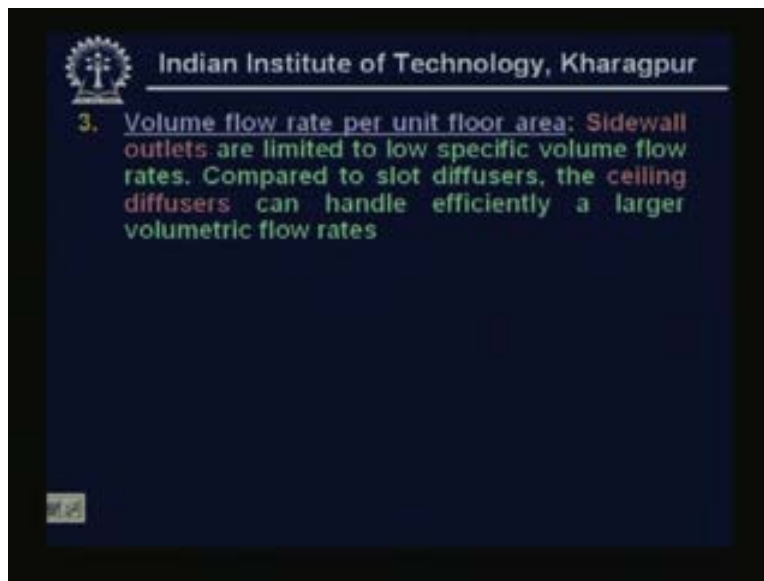 Indian Institute of Technology, Kharagpur
3. Volume flow rate per unit floor area: Sidewall
outlets are limited to low specific volume flow
rates. Compared to slot diffusers, the ceiling
diffusers can handle efficiently a larger
volumetric flow rates